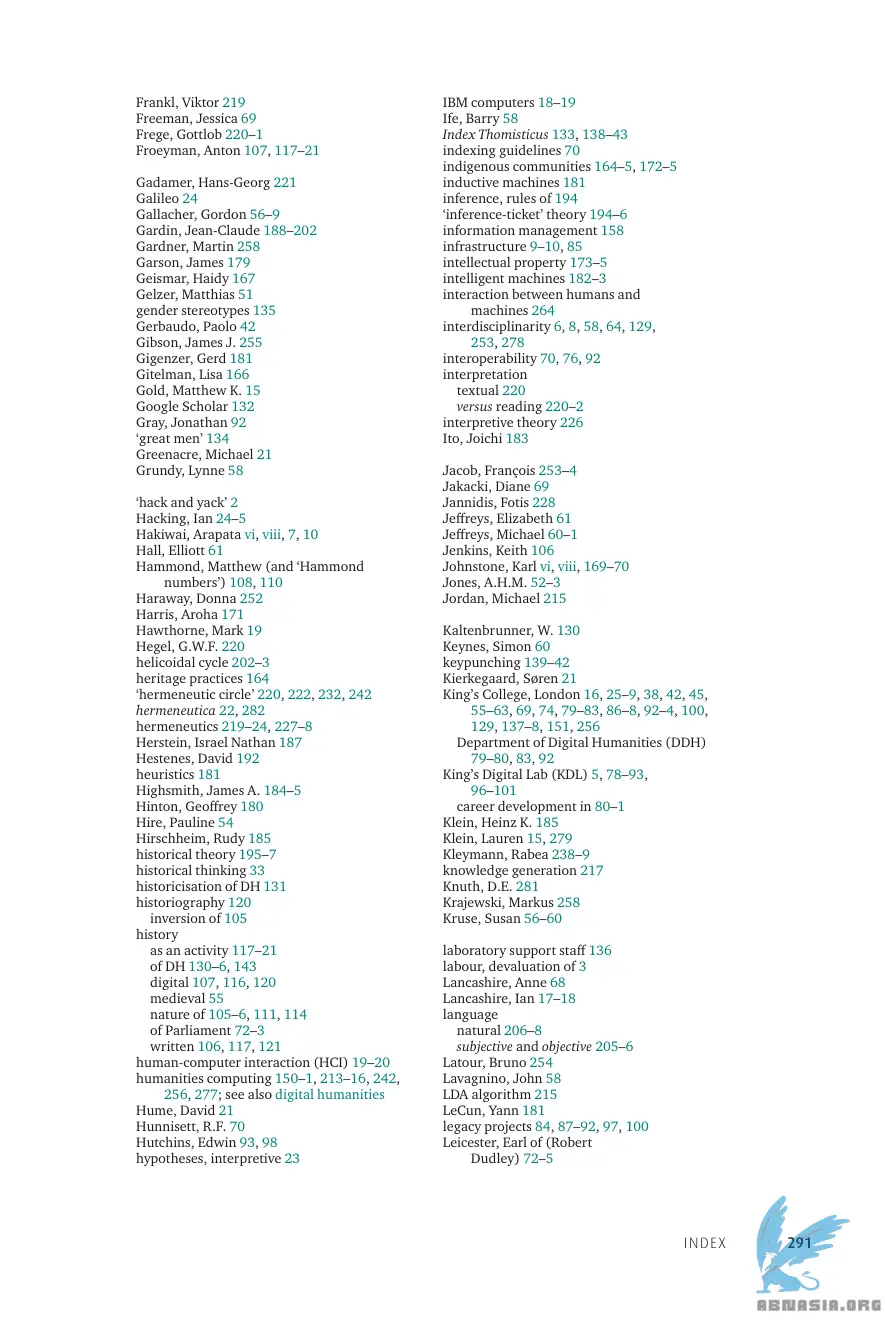 Frankl, Viktor 219
Freeman, Jessica 69
Frege, Gottlob 220–1
Froeyman, Anton 107, 117–21
Gadamer, Hans-Georg 221
Galileo 24
Gallacher, Gordon 56–9
Gardin, Jean-Claude 188–202
Gardner, Martin 258
Garson, James 179
Geismar, Haidy 167
Gelzer, Matthias 51
gender stereotypes 135
Gerbaudo, Paolo 42
Gibson, James J. 255
Gigenzer, Gerd 181
Gitelman, Lisa 166
Gold, Matthew K. 15
Google Scholar 132
Gray, Jonathan 92
‘great men’ 134
Greenacre, Michael 21
Grundy, Lynne 58
‘hack and yack’ 2
Hacking, Ian 24–5
Hakiwai, Arapata vi, viii, 7, 10
Hall, Elliott 61
Hammond, Matthew (and ‘Hammond
numbers’) 108, 110
Haraway, Donna 252
Harris, Aroha 171
Hawthorne, Mark 19
Hegel, G.W.F. 220
helicoidal cycle 202–3
heritage practices 164
‘hermeneutic circle’ 220, 222, 232, 242
hermeneutica 22, 282
hermeneutics 219–24, 227–8
Herstein, Israel Nathan 187
Hestenes, David 192
heuristics 181
Highsmith, James A. 184–5
Hinton, Geoffrey 180
Hire, Pauline 54
Hirschheim, Rudy 185
historical theory 195–7
historical thinking 33
historicisation of DH 131
historiography 120
inversion of 105
history
as an activity 117–21
of DH 130–6, 143
digital 107, 116, 120
medieval 55
nature of 105–6, 111, 114
of Parliament 72–3
written 106, 117, 121
human-computer interaction (HCI) 19–20
humanities computing 150–1, 213–16, 242,
256, 277; see also digital humanities
Hume, David 21
Hunnisett, R.F. 70
Hutchins, Edwin 93, 98
hypotheses, interpretive 23
IBM computers 18–19
Ife, Barry 58
Index Thomisticus 133, 138–43
indexing guidelines 70
indigenous communities 164–5, 172–5
inductive machines 181
inference, rules of 194
‘inference-ticket’ theory 194–6
information management 158
infrastructure 9–10, 85
intellectual property 173–5
intelligent machines 182–3
interaction between humans and
machines 264
interdisciplinarity 6, 8, 58, 64, 129,
253, 278
interoperability 70, 76, 92
interpretation
textual 220
versus reading 220–2
interpretive theory 226
Ito, Joichi 183
Jacob, François 253–4
Jakacki, Diane 69
Jannidis, Fotis 228
Jeffreys, Elizabeth 61
Jeffreys, Michael 60–1
Jenkins, Keith 106
Johnstone, Karl vi, viii, 169–70
Jones, A.H.M. 52–3
Jordan, Michael 215
Kaltenbrunner, W. 130
Keynes, Simon 60
keypunching 139–42
Kierkegaard, Søren 21
King’s College, London 16, 25–9, 38, 42, 45,
55–63, 69, 74, 79–83, 86–8, 92–4, 100,
129, 137–8, 151, 256
Department of Digital Humanities (DDH)
79–80, 83, 92
King’s Digital Lab (KDL) 5, 78–93,
96–101
career development in 80–1
Klein, Heinz K. 185
Klein, Lauren 15, 279
Kleymann, Rabea 238–9
knowledge generation 217
Knuth, D.E. 281
Krajewski, Markus 258
Kruse, Susan 56–60
laboratory support staff 136
labour, devaluation of 3
Lancashire, Anne 68
Lancashire, Ian 17–18
language
natural 206–8
subjective and objective 205–6
Latour, Bruno 254
Lavagnino, John 58
LDA algorithm 215
LeCun, Yann 181
legacy projects 84, 87–92, 97, 100
Leicester, Earl of (Robert
Dudley) 72–5
INDEX 291
ABNASIA.ORG